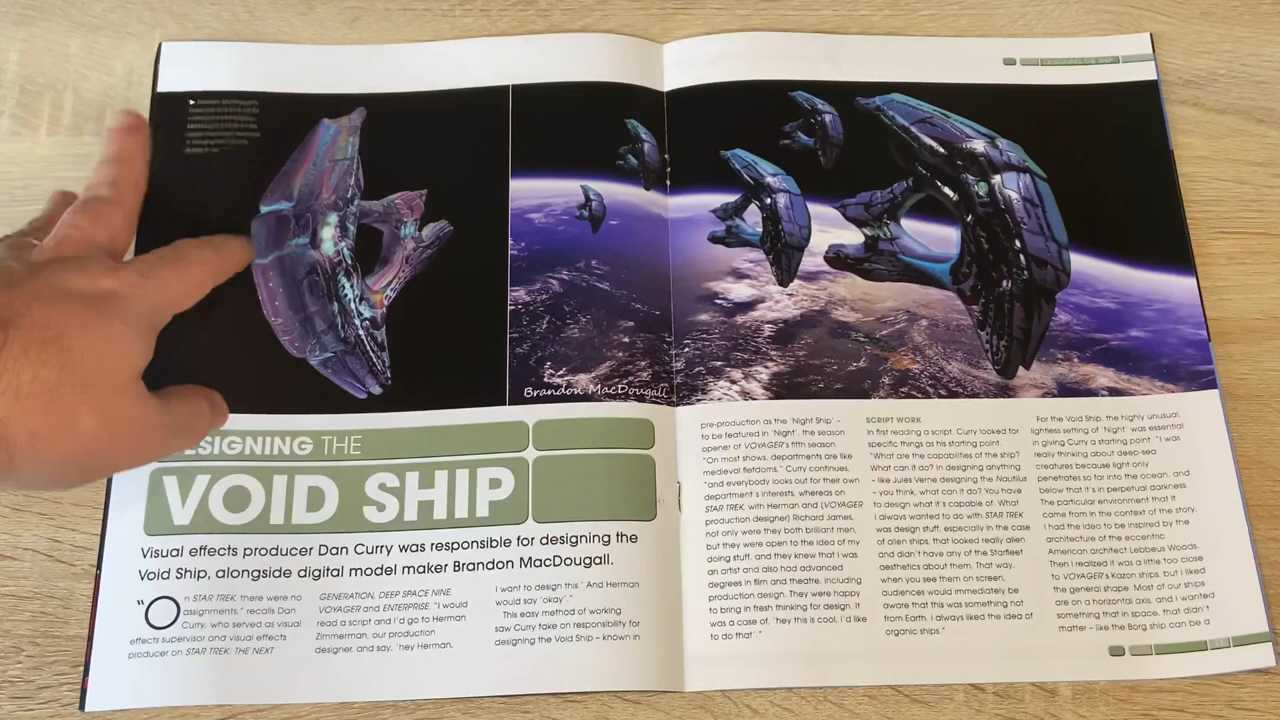 DESIGNING THE SHIP
Brandon MacDougall
ESIGNING THE
VOID SHIP
Visual effects producer Dan Curry was responsible for designing the
Void Ship, alongside digital model maker Brandon MacDougall.
“On STAR TREK, there were no
assignments,” recalls Dan
Curry, who served as visual
effects supervisor and visual effects
producer on STAR TREK: THE NEXT
GENERATION, DEEP SPACE NINE,
VOYAGER and ENTERPRISE. “I would
read a script and I'd go to Herman
Zimmerman, our production
designer, and say, ‘hey Herman,
I want to design this.’ And Herman
would say ‘okay’.”
This easy method of working
saw Curry take on responsibility for
designing the Void Ship – known in
pre-production as the ‘Night Ship’ –
to be featured in ‘Night’, the season
opener of VOYAGER's fifth season.
“On most shows, departments are like
medieval fiefdoms,” Curry continues,
“and everybody looks out for their own
department's interests, whereas on
STAR TREK, with Herman and (VOYAGER
production designer) Richard James,
not only were they both brilliant men,
but they were open to the idea of my
doing stuff, and they knew that I was
an artist and also had advanced
degrees in film and theatre, including
production design. They were happy
to bring in fresh thinking for design. It
was a case of, ‘hey this is cool, I'd like
to do that’.”
SCRIPT WORK
In first reading a script, Curry looked for
specific things as his starting point.
“What are the capabilities of the ship?
What can it do? In designing anything
– like Jules Verne designing the Nautilus
– you think, what can it do? You have
to design what it's capable of. What
I always wanted to do with STAR TREK
was design stuff, especially in the case
of alien ships, that looked really alien
and didn't have any of the Starfleet
aesthetics about them. That way,
when you see them on screen,
audiences would immediately be
aware that this was something not
from Earth. I always liked the idea of
organic ships.”
For the Void Ship, the highly unusual,
lightless setting of ‘Night’ was essential
in giving Curry a starting point. “I was
really thinking about deep-sea
creatures because light only
penetrates so far into the ocean, and
below that it's in perpetual darkness.
The particular environment that it
came from in the context of the story,
I had the idea to be inspired by the
architecture of the eccentric
American architect Lebbeus Woods.
Then I realized it was a little too close
to VOYAGER's Kazon ships, but I liked
the general shape. Most of our ships
are on a horizontal axis, and I wanted
something that in space, that didn't
matter – like the Borg ship can be a